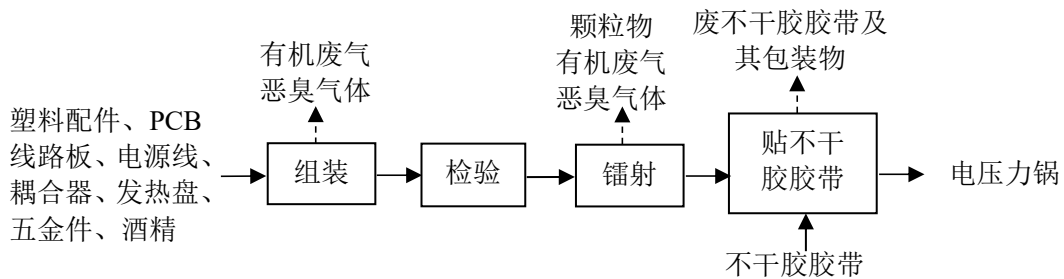 有机废气
恶臭气体
颗粒物
有机废气
恶臭气体
废不干胶胶带及
其包装物
塑料配件、PCB
线路板、电源线、
耦合器、发热盘、
五金件、酒精
组装
检验
镭射
贴不干
胶胶带
电压力锅
不干胶胶带